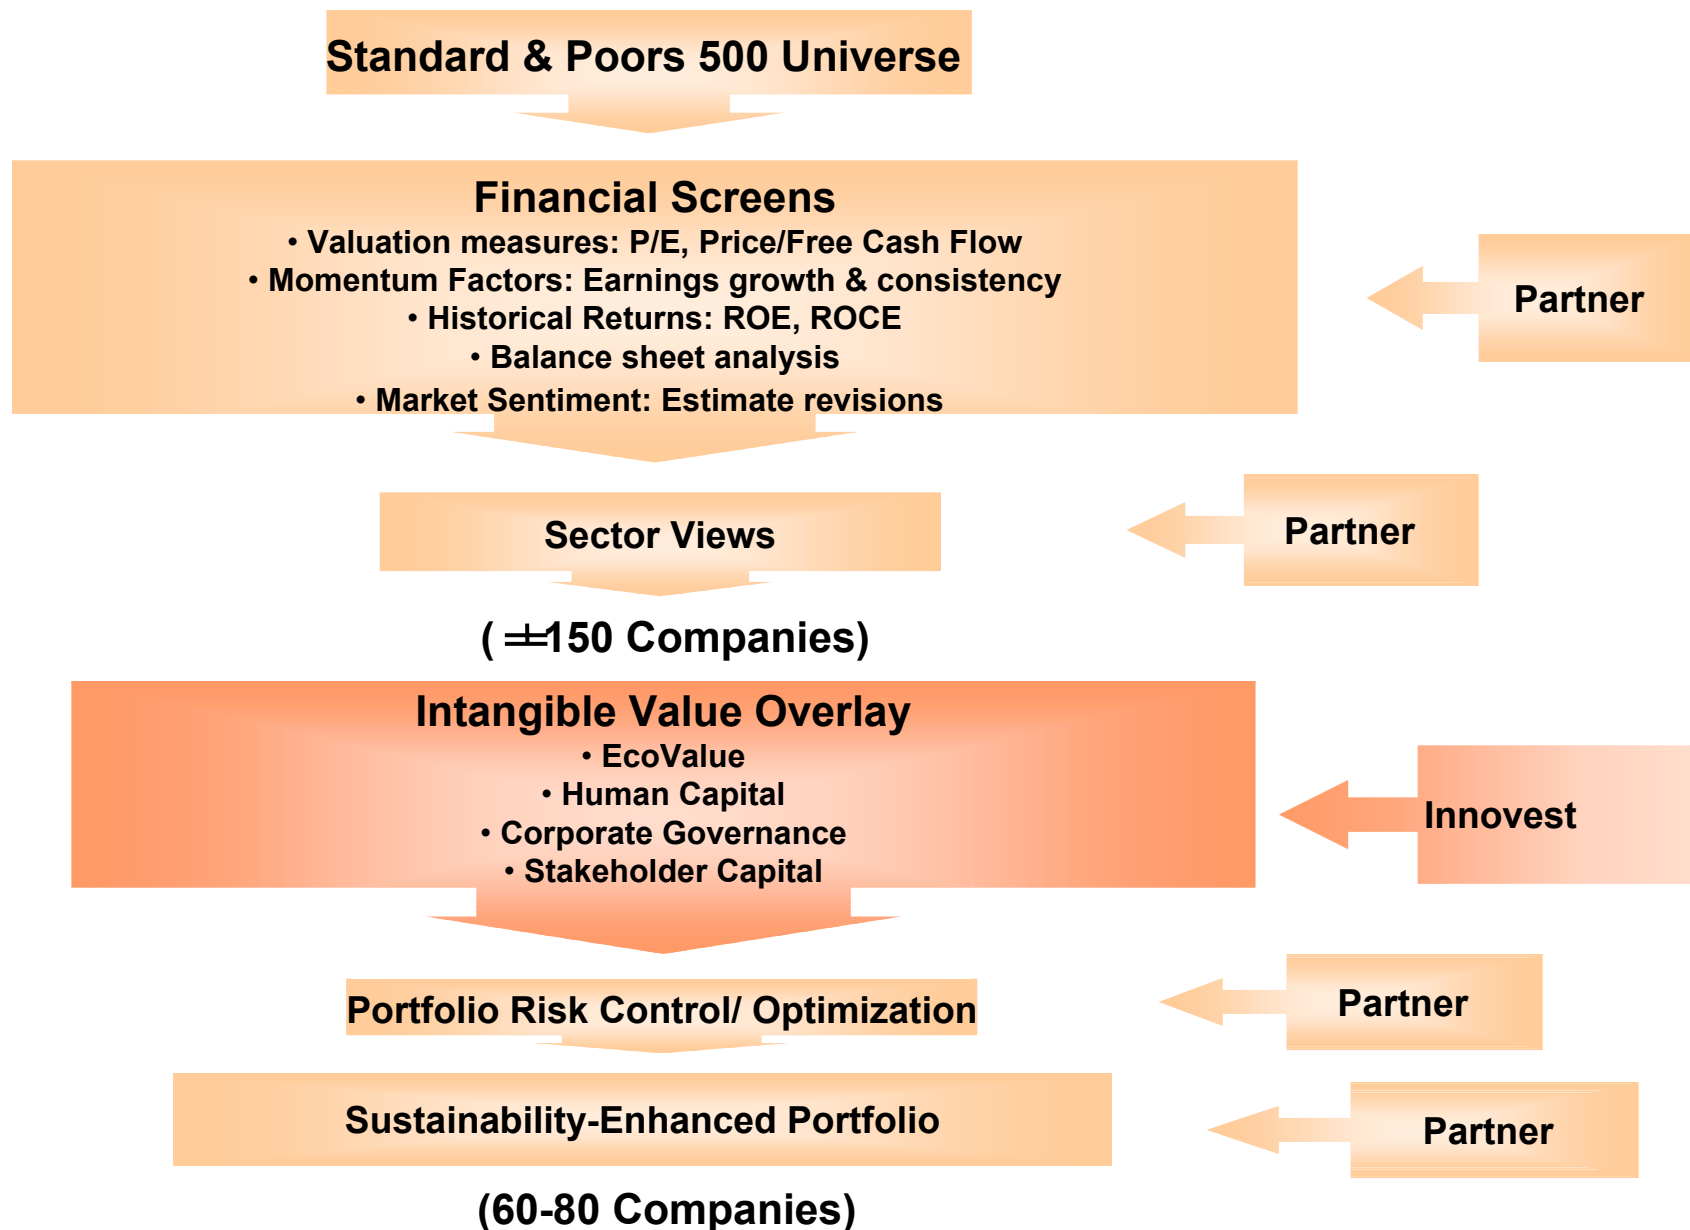 Standard & Poors 500 Universe
Financial Screens
• Valuation measures: P/E, Price/Free Cash Flow
• Momentum Factors: Earnings growth & consistency
• Historical Returns: ROE, ROCE
• Balance sheet analysis
• Market Sentiment: Estimate revisions
Partner
Sector Views
Partner
( ±150 Companies)
Intangible Value Overlay
• EcoValue
• Human Capital
• Corporate Governance
• Stakeholder Capital
Innovest
Portfolio Risk Control/ Optimization
Partner
Sustainability-Enhanced Portfolio
Partner
(60-80 Companies)